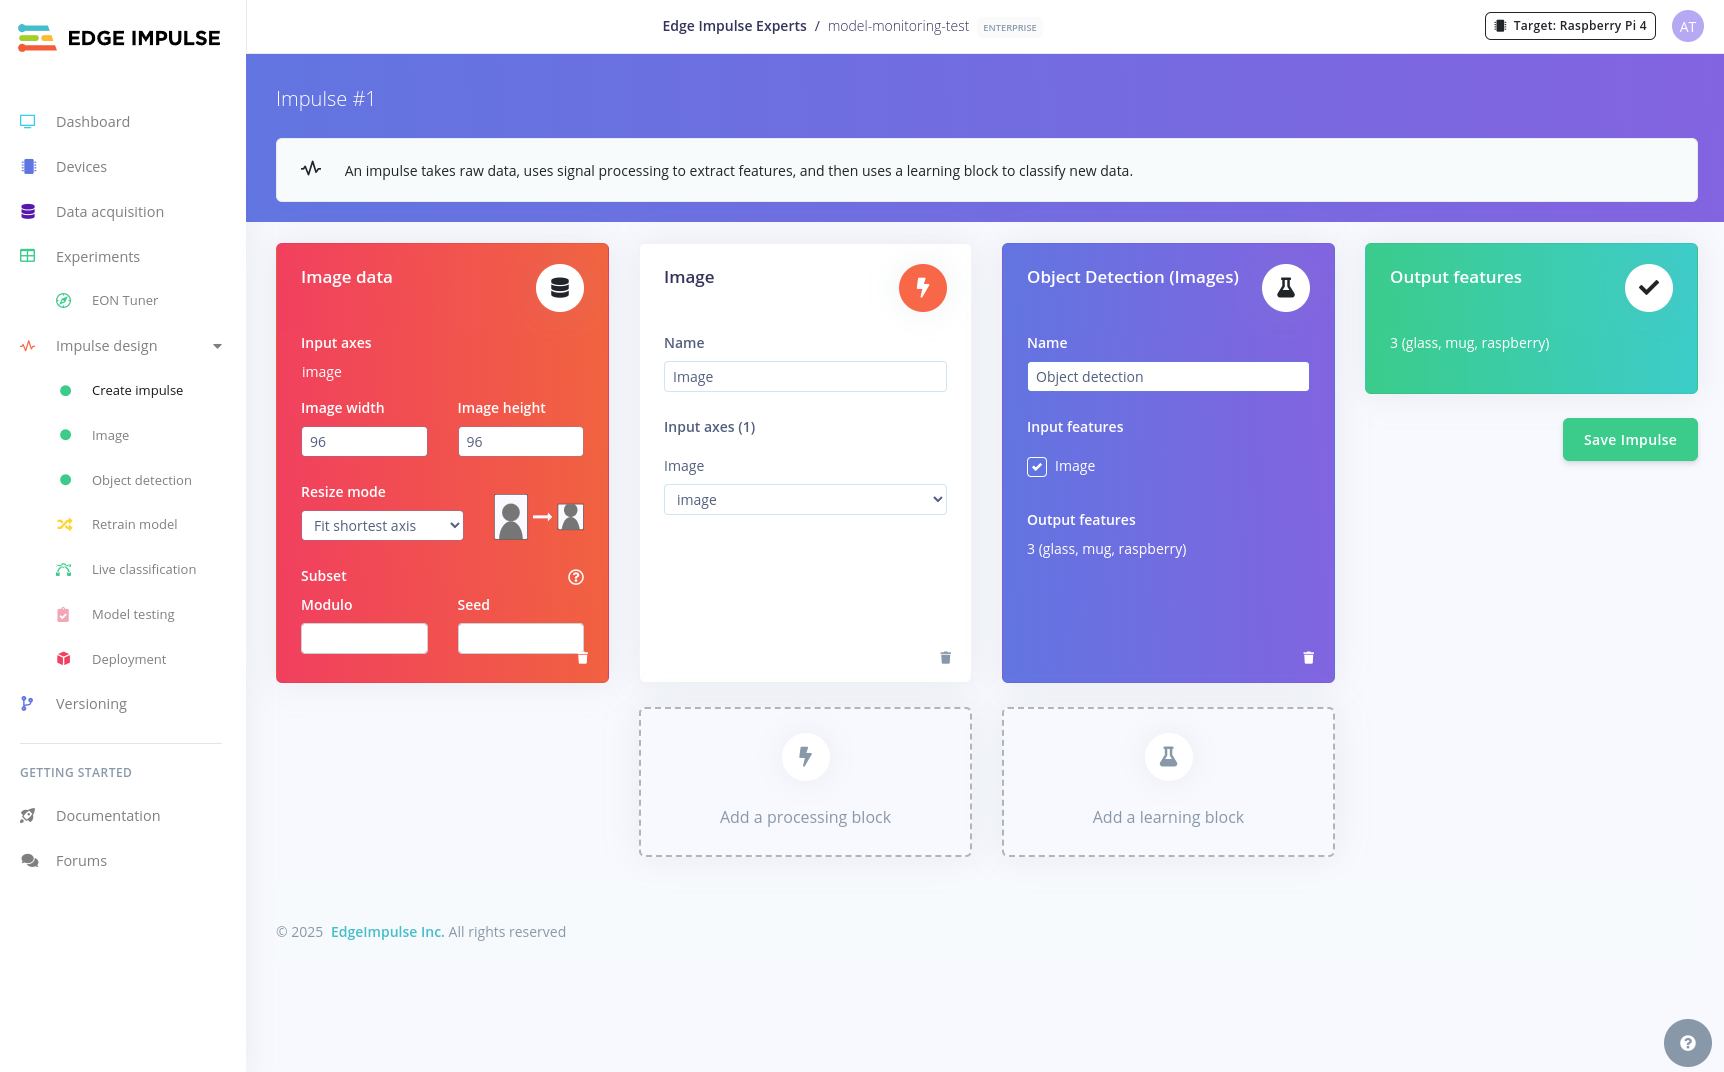 EDGE IMPULSE
Edge Impulse Experts / model-monitoring-test ENTERPRISE
Target: Raspberry Pi 4
AT
Dashboard
Devices
Data acquisition
Experiments
EON Tuner
Impulse design
Create impulse
Image
Object detection
Retrain model
Live classification
Model testing
Deployment
Versioning
GETTING STARTED
Documentation
Forums
Impulse #1
An impulse takes raw data, uses signal processing to extract features, and then uses a learning block to classify new data.
Image data
Input axes
image
Image width Image height
96 96
Resize mode
Fit shortest axis
Subset
Modulo Seed
Image
Name
Image
Input axes (1)
Image
image
Object Detection (Images)
Name
Object detection
Input features
Image
Output features
3 (glass, mug, raspberry)
Output features
3 (glass, mug, raspberry)
Save Impulse
Add a processing block
Add a learning block
© 2025 EdgeImpulse Inc. All rights reserved